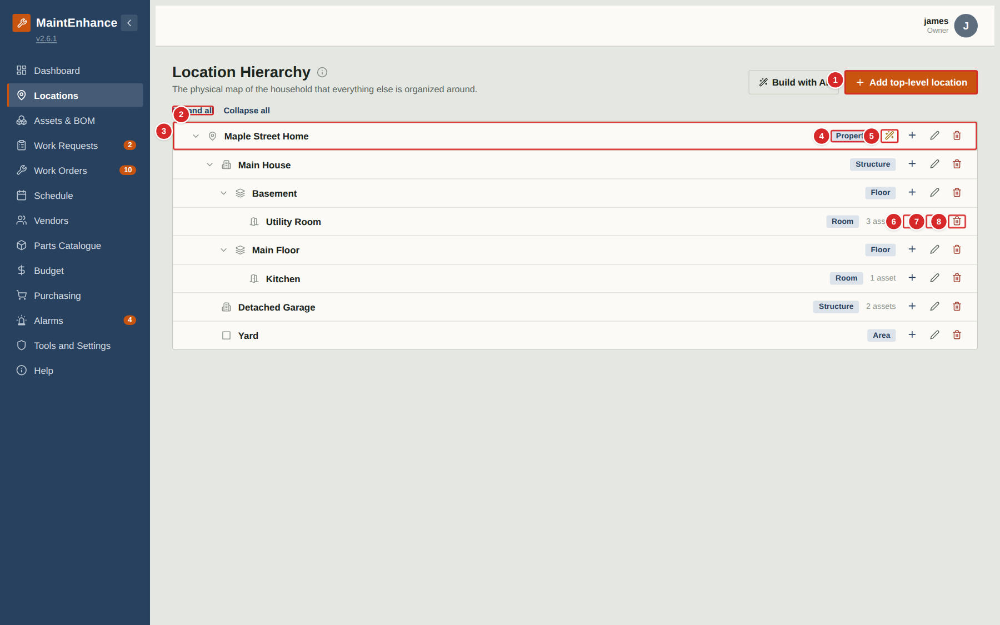 MaintEnhance
v2.6.1
Dashboard
Locations
Assets & BOM
Work Requests 2
Work Orders 10
Schedule
Vendors
Parts Catalogue
Budget
Purchasing
Alarms 4
Tools and Settings
Help
james
Owner
J
Location Hierarchy
The physical map of the household that everything else is organized around.
Build with AI
1
Add top-level location
2
Collapse all
3
Maple Street Home 4 5
Main House Structure
Basement Floor
Utility Room Room 3 6 7 8
Main Floor Floor
Kitchen Room 1 asset
Detached Garage Structure 2 assets
Yard Area